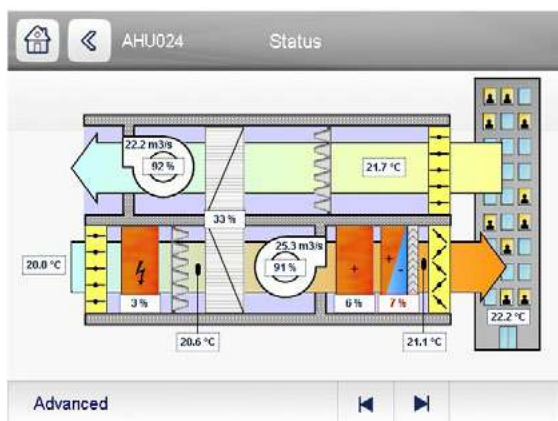 AHU024 Status
22.2 m3/s
92 %
21.7 °C
33 %
25.3 m3/s
91 %
20.0 °C
3 %
6 %
+
+
-
7 %
20.6 °C
21.1 °C
22.2 °C
Advanced